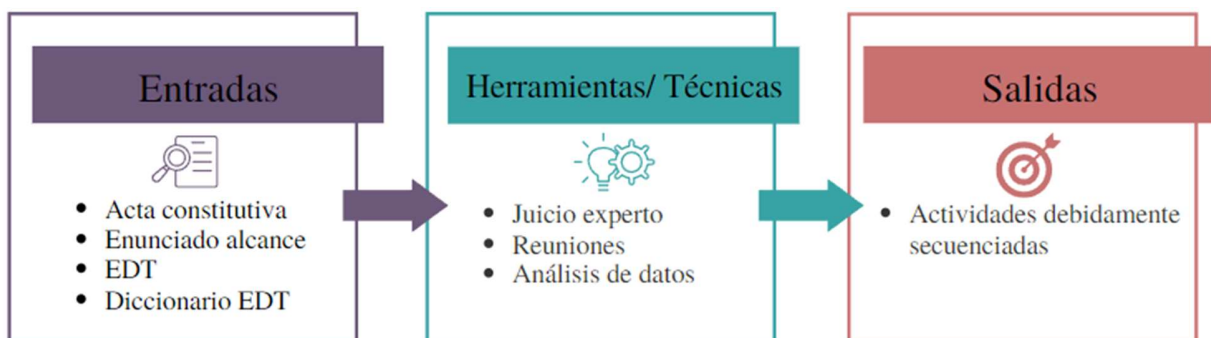 Entradas
• Acta constitutiva
• Enunciado alcance
• EDT
• Diccionario EDT
Herramientas/ Técnicas
• Juicio experto
• Reuniones
• Análisis de datos
Salidas
• Actividades debidamente
secuenciadas